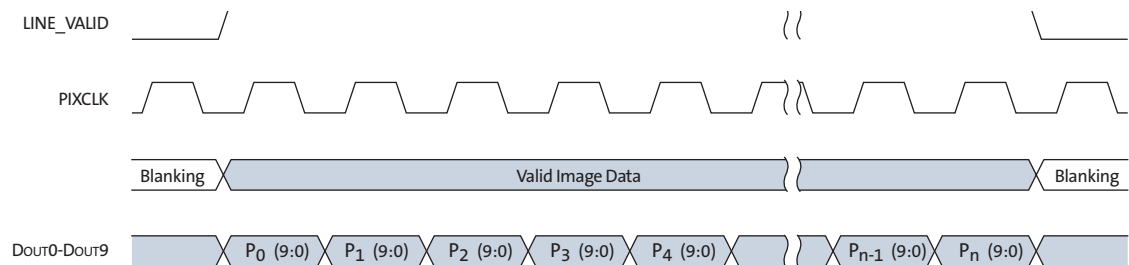 LINE_VALID
PIXCLK
Blanking Valid Image Data Blanking
DOUT0-DOUT9 P0 (9:0) P1 (9:0) P2 (9:0) P3 (9:0) P4 (9:0) Pn-1 (9:0) Pn (9:0)